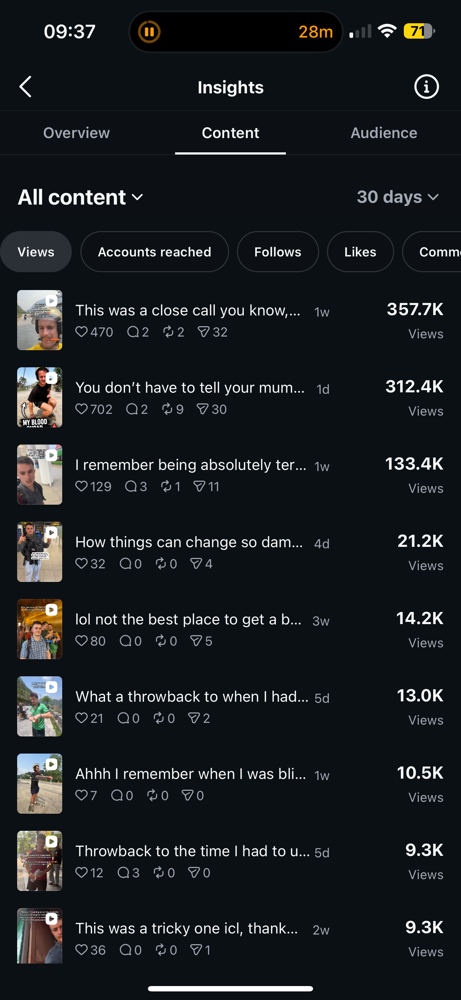 09:37
28m
71
Insights
Overview
Content
Audience
All content
30 days
Views
Accounts reached
Follows
Likes
Comme
This was a close call you know,... 1w
357.7K
470 2 2 32
Views
You don’t have to tell your mum... 1d
312.4K
702 2 9 30
Views
MY BLOOD
I remember being absolutely ter... 1w
133.4K
129 3 1 11
Views
How things can change so dam... 4d
21.2K
32 0 0 4
Views
lol not the best place to get a b... 3w
14.2K
80 0 0 5
Views
What a throwback to when I had... 5d
13.0K
21 0 0 2
Views
Ahhh I remember when I was bli... 1w
10.5K
7 0 0 0
Views
Throwback to the time I had to u... 5d
9.3K
12 3 0 0
Views
This was a tricky one icl, thank... 2w
9.3K
36 0 0 1
Views